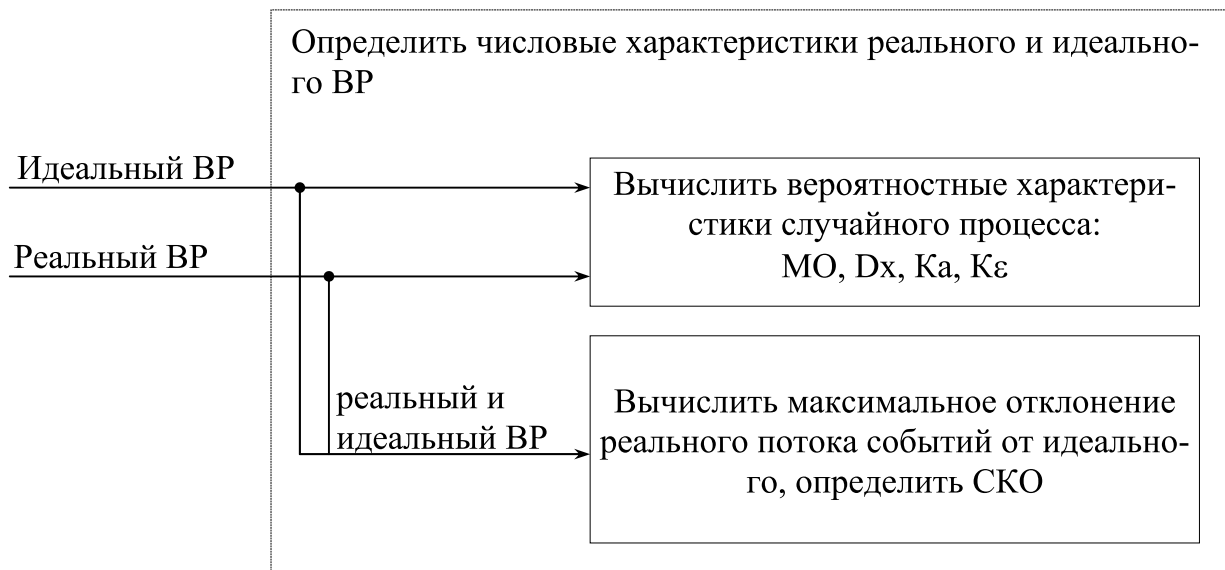 Определить числовые характеристики реального и идеально-
го ВР
Идеальный ВР
Вычислить вероятностные характери-
стики случайного процесса:
МО, Dx, Ка, Кε
Реальный ВР
реальный и
идеальный ВР
Вычислить максимальное отклонение
реального потока событий от идеально-
го, определить СКО